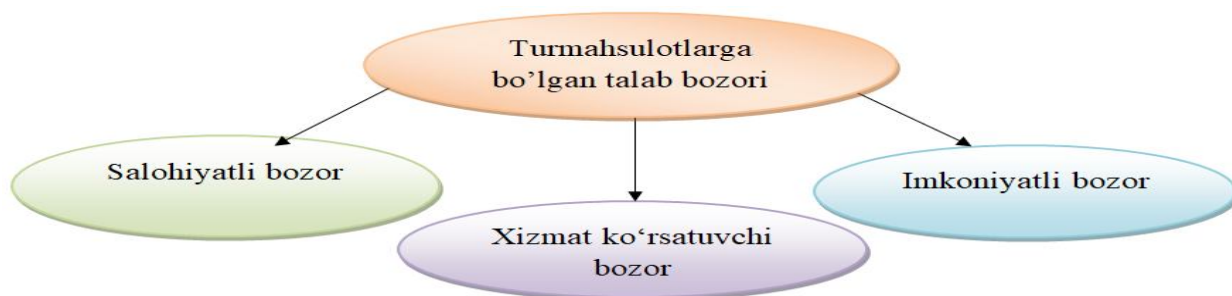 Turmahsulotlarga
bo’lgan talab bozori
Salohiyatli bozor
Imkoniyatli bozor
Xizmat ko‘rsatuvchi
bozor